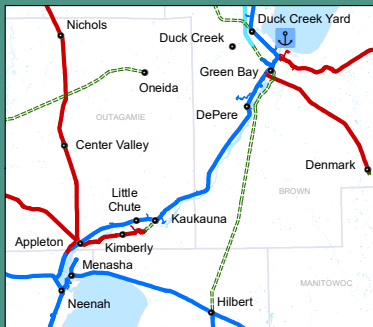 Nichols
Duck Creek Yard
Duck Creek
Green Bay
Oneida
DePere
OUTAGAMIE
Center Valley
Denmark
BROWN
Little
Chute
Kaukauna
Appleton
Kimberly
Menasha
MANITOWOC
Neenah
Hilbert